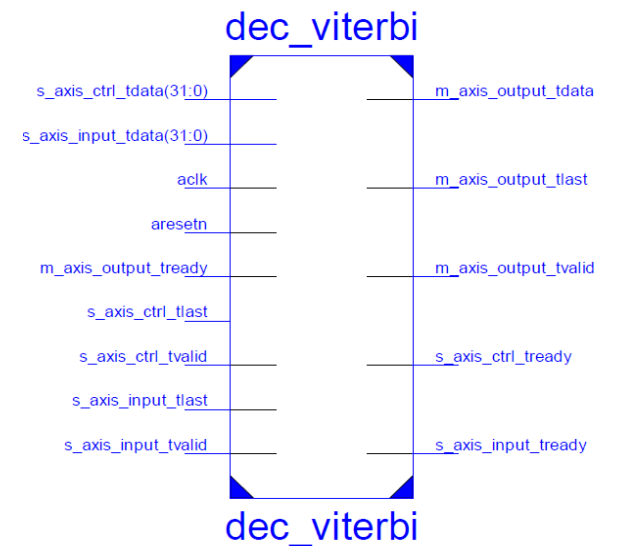 dec_viterbi
s_axis_ctrl_tdata(31:0)
m_axis_output_tdata
s_axis_input_tdata(31:0)
aclk
m_axis_output_tlast
aresetn
m_axis_output_tready
m_axis_output_tvalid
s_axis_ctrl_tlast
s_axis_ctrl_tvalid
s_axis_ctrl_tready
s_axis_input_tlast
s_axis_input_tvalid
s_axis_input_tready
dec_viterbi